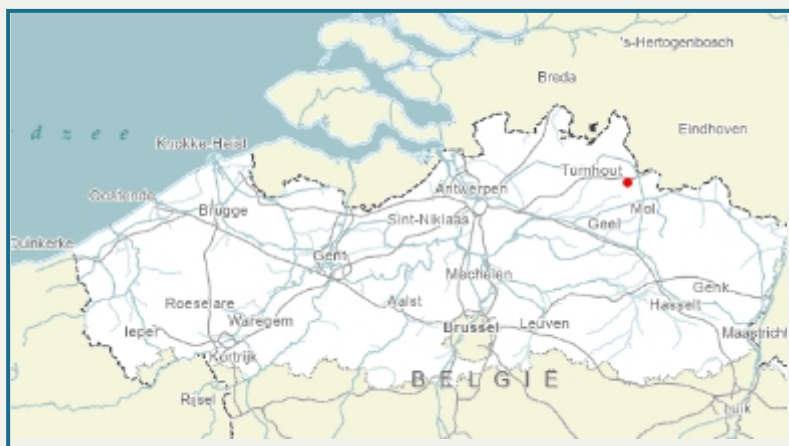 's-Hertogenbosch
Breda
Eindhoven
dzee
Knokke-Heist
Turnhout
Oostende
Antwerpen
Brugge
Sint-Niklaas
Geel
Mol
Duinkerke
Gent
Mechelen
Genk
Roeselare
Aalst
Hasselt
Ieper
Waregem
Brussel
Leuven
Maastricht
Kortrijk
BELGIË
Rijsel
Luik